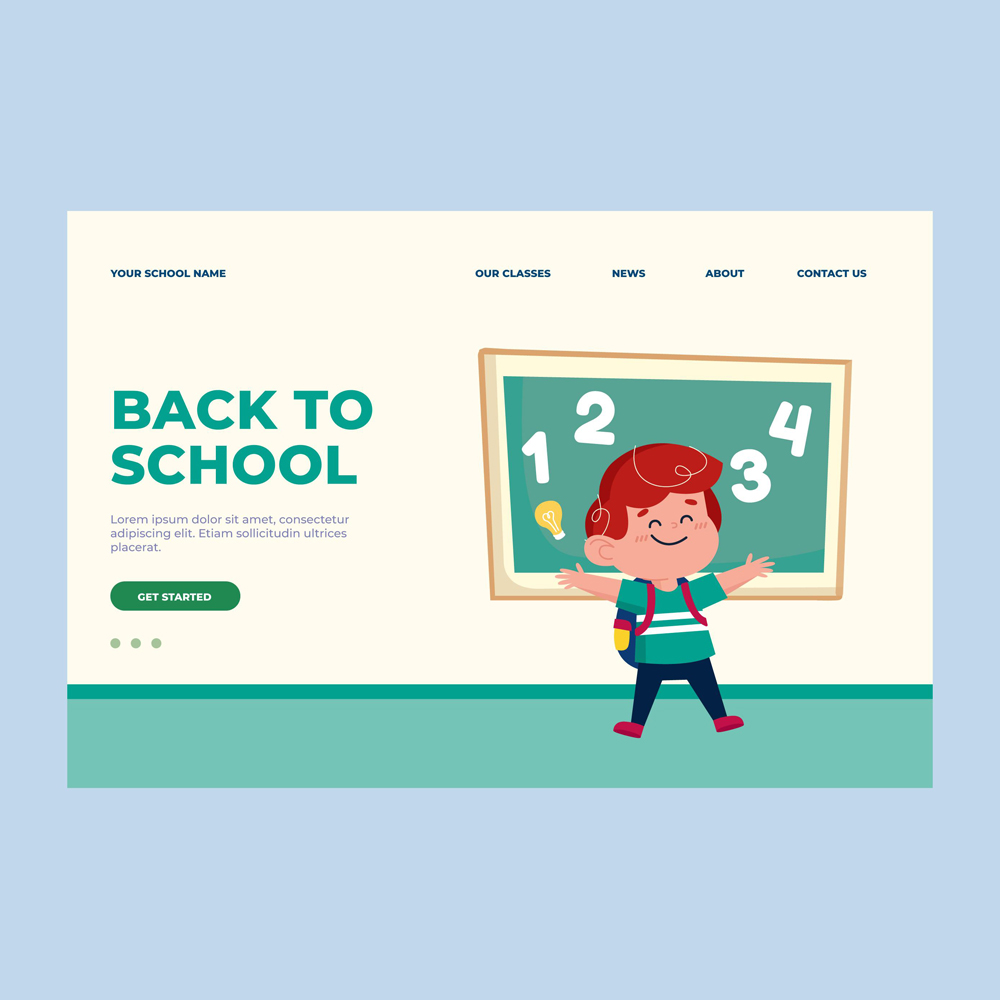 YOUR SCHOOL NAME OUR CLASSES NEWS ABOUT CONTACT US
BACK TO
SCHOOL
Lorem ipsum dolor sit amet, consectetur
adipiscing elit. Etiam sollicitudin ultrices
placerat.
GET STARTED
1 2 3 4